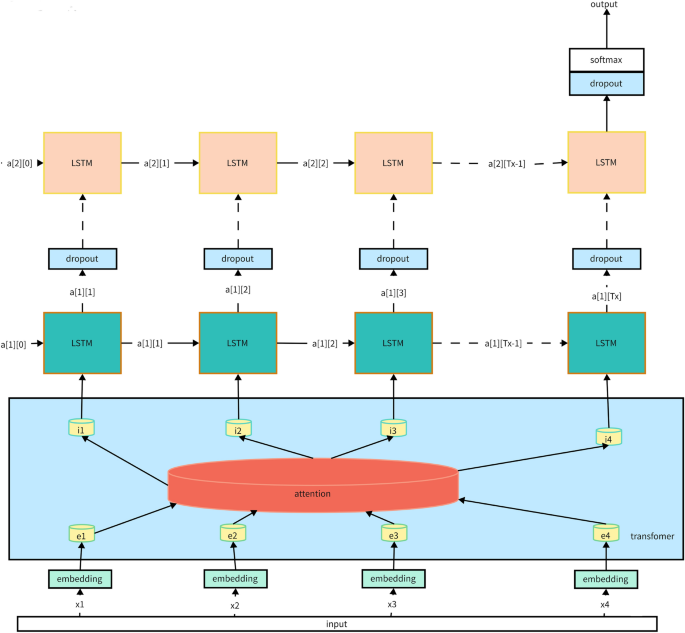 output
softmax
dropout
a[2][0] LSTM a[2][1] LSTM a[2][2] LSTM a[2][Tx-1] LSTM
dropout dropout dropout dropout
a[1][1] a[1][2] a[1][3] a[1][Tx]
a[1][0] LSTM a[1][1] LSTM a[1][2] LSTM a[1][Tx-1] LSTM
i1 i2 i3 i4
attention
e1 e2 e3 e4 transfomer
embedding embedding embedding embedding
x1 x2 x3 x4
input